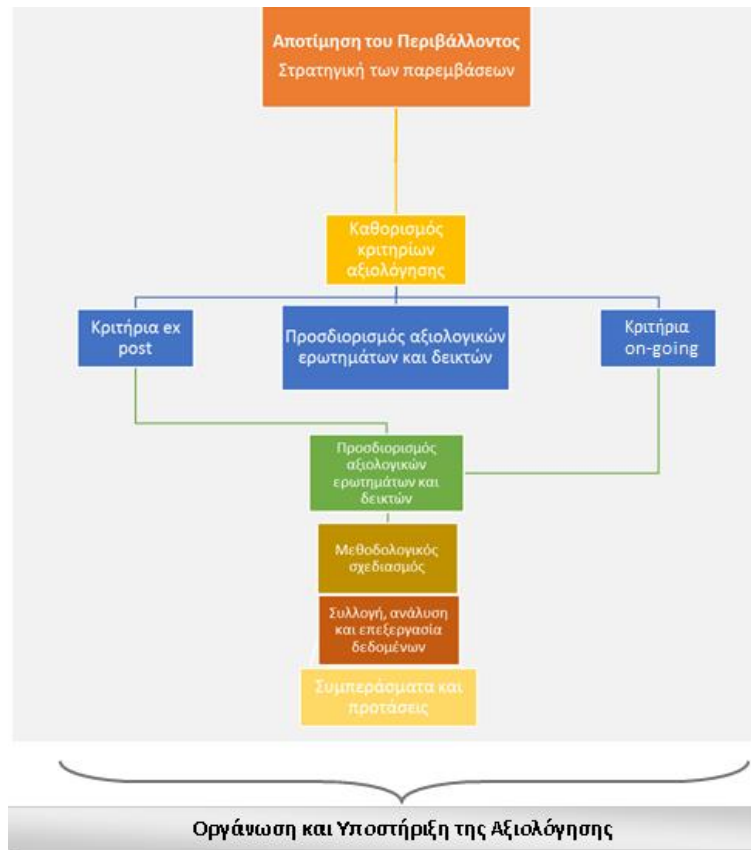 Αποτίμηση του Περιβάλλοντος
Στρατηγική των παρεμβάσεων
Καθορισμός
κριτηρίων
αξιολόγησης
Κριτήρια ex
post
Προσδιορισμός αξιολογικών
ερωτημάτων και δεικτών
Κριτήρια
on-going
Προσδιορισμός
αξιολογικών
ερωτημάτων και
δεικτών
Μεθοδολογικός
σχεδιασμός
Συλλογή, ανάλυση
και επεξεργασία
δεδομένων
Συμπεράσματα και
προτάσεις
Οργάνωση και Υποστήριξη της Αξιολόγησης